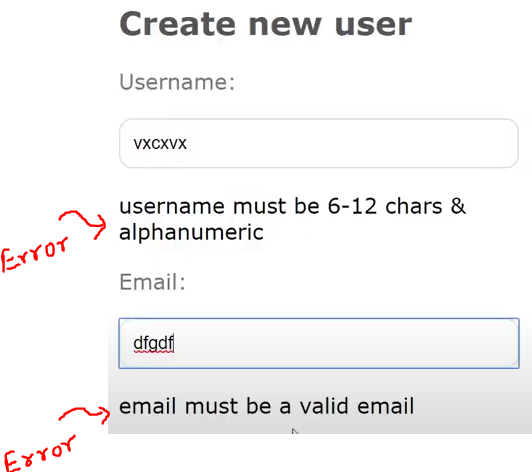 Create new user
Username:
vxcxvx
username must be 6-12 chars &
alphanumeric
Error
Email:
dfgdf
email must be a valid email
Error